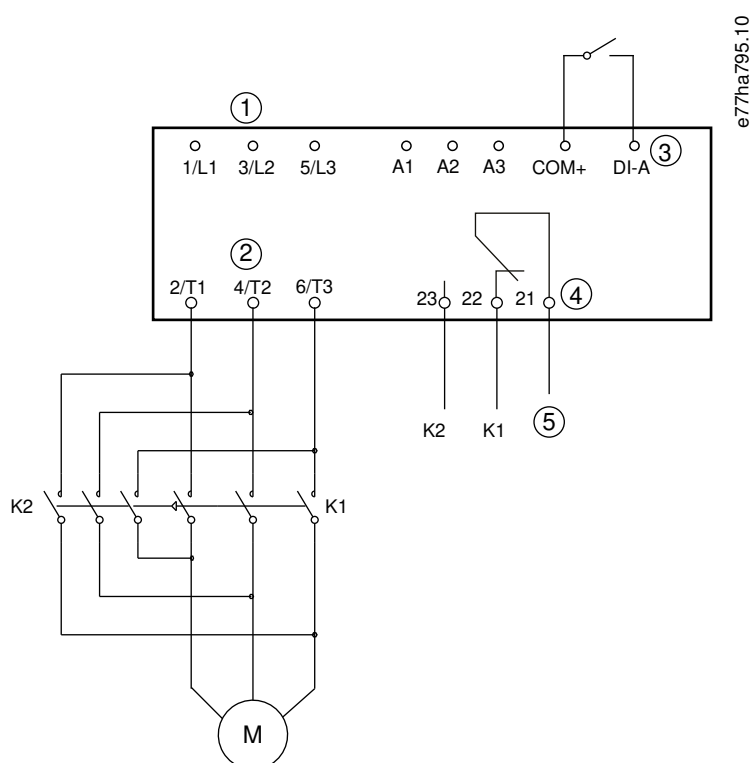 e77ha795.10
1
1/L1 3/L2 5/L3 A1 A2 A3 COM+ DI-A 3
2
2/T1 4/T2 6/T3 23 22 21 4
K2 K1 5
K2 K1
M